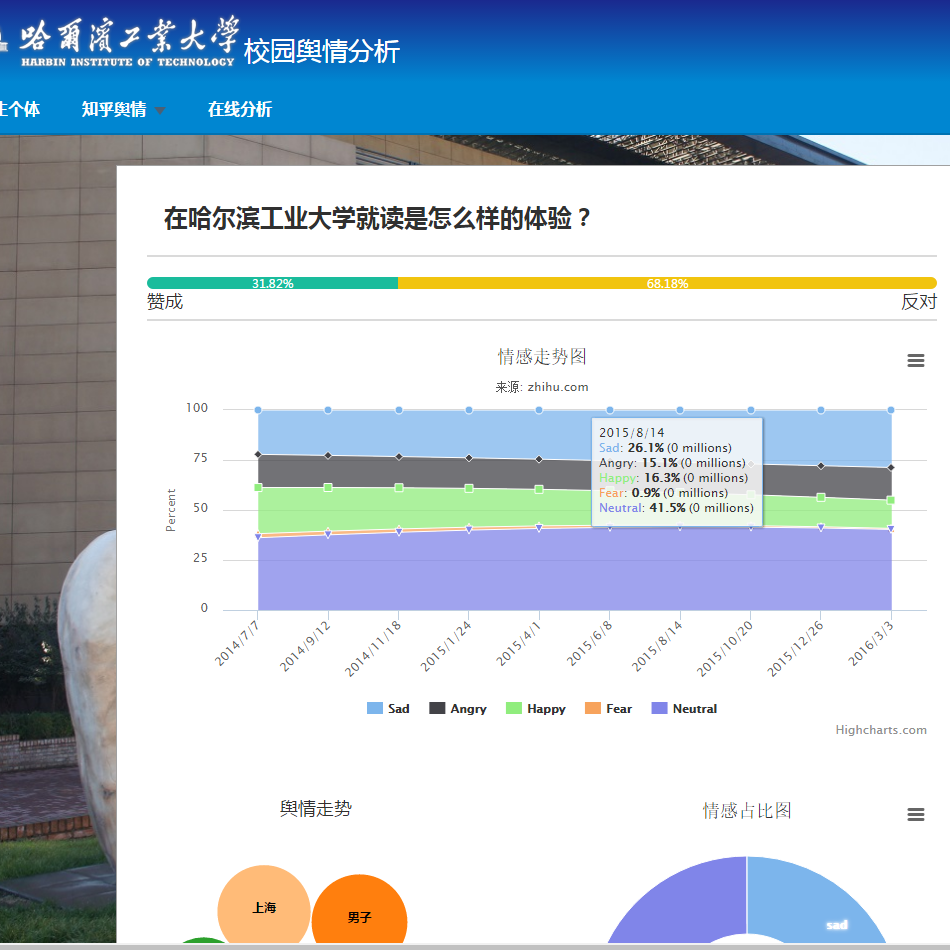 哈尔滨工业大学
HARBIN INSTITUTE OF TECHNOLOGY
校园舆情分析
个体 知乎舆情 在线分析
在哈尔滨工业大学就读是怎么样的体验？
31.82% 68.18%
赞成 反对
情感走势图
来源: zhihu.com
100
75
50
25
0
Percent
2015/8/14
Sad: 26.1% (0 millions)
Angry: 15.1% (0 millions)
Happy: 16.3% (0 millions)
Fear: 0.9% (0 millions)
Neutral: 41.5% (0 millions)
2014/7/7 2014/9/12 2014/11/18 2015/1/24 2015/4/1 2015/6/8 2015/8/14 2015/10/20 2015/12/26 2016/3/3
Sad Angry Happy Fear Neutral
Highcharts.com
舆情走势 情感占比图
上海 男子
sad